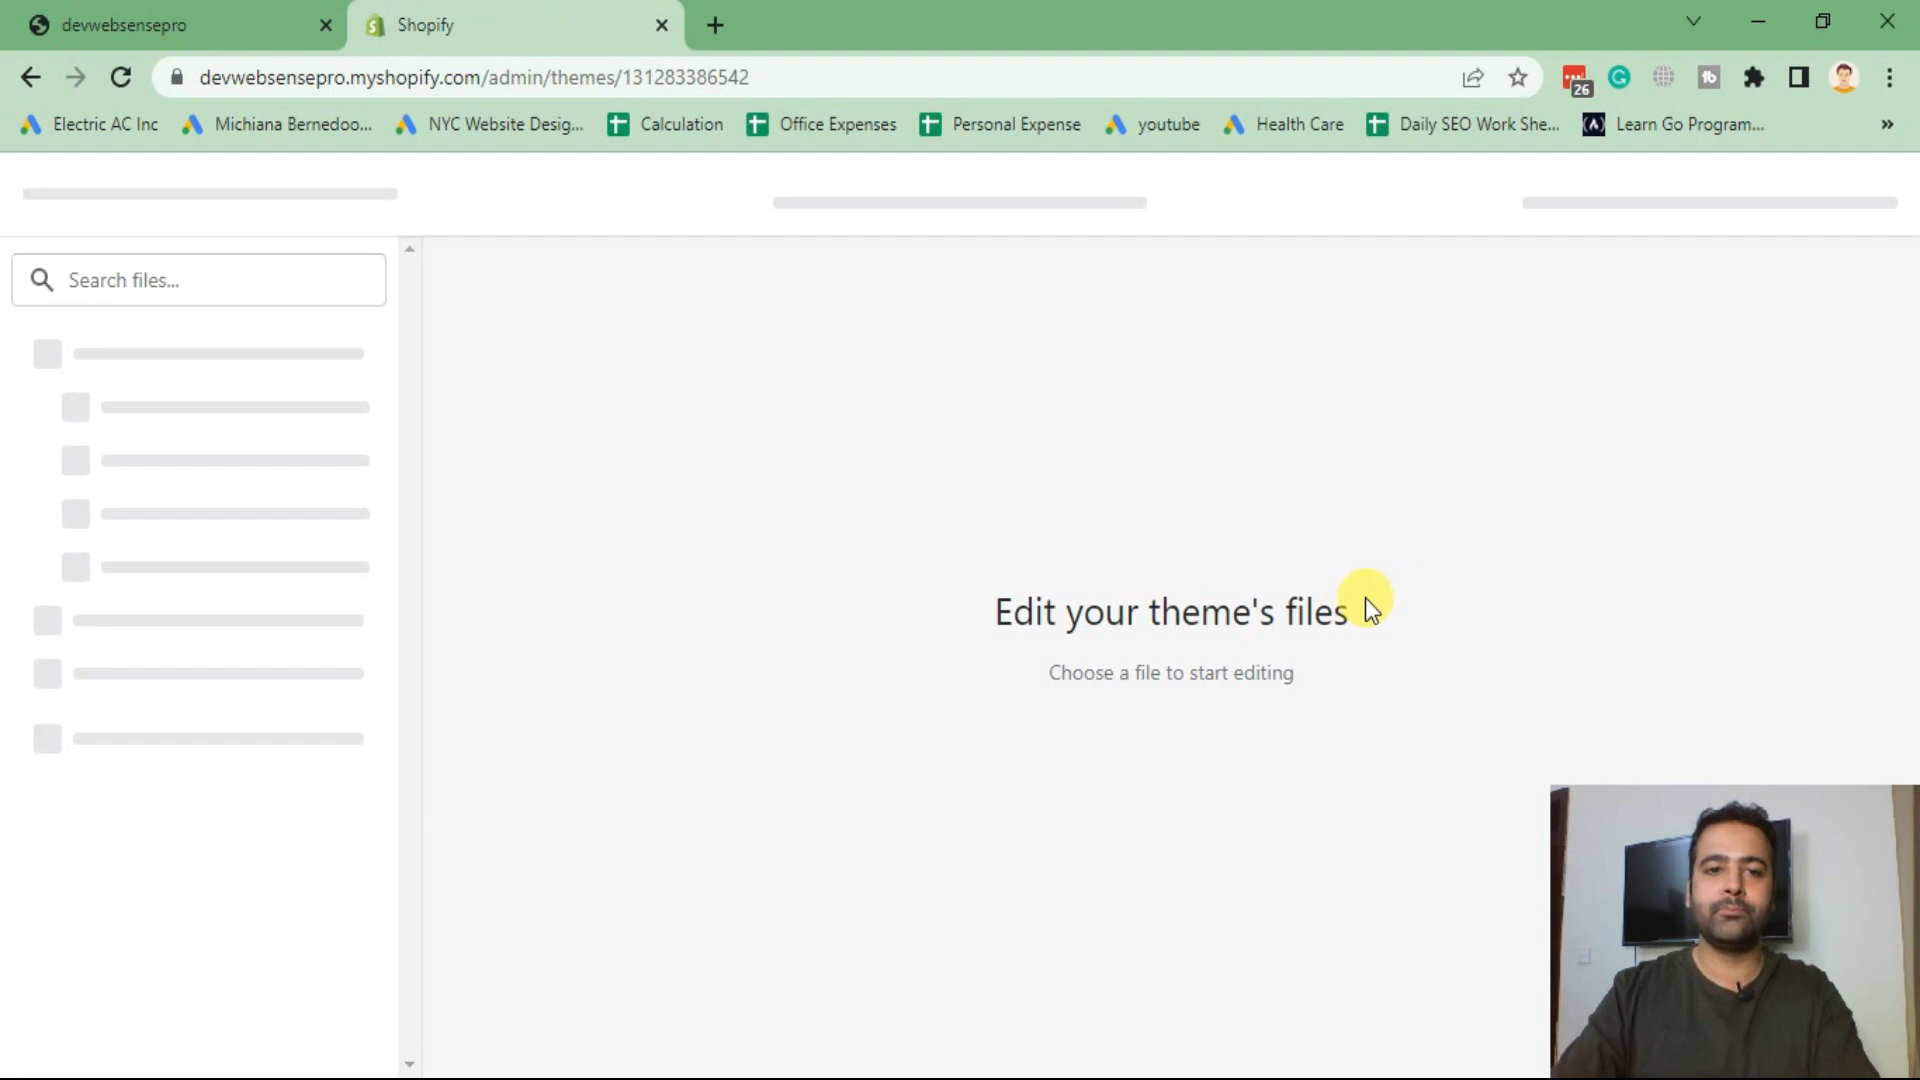 devwebsensepro
Shopify
devwebsensepro.myshopify.com/admin/themes/131283386542
26
Electric AC Inc
Michiana Bernedoo...
NYC Website Desig...
Calculation
Office Expenses
Personal Expense
youtube
Health Care
Daily SEO Work She...
Learn Go Program...
Search files...
Edit your theme's files
Choose a file to start editing